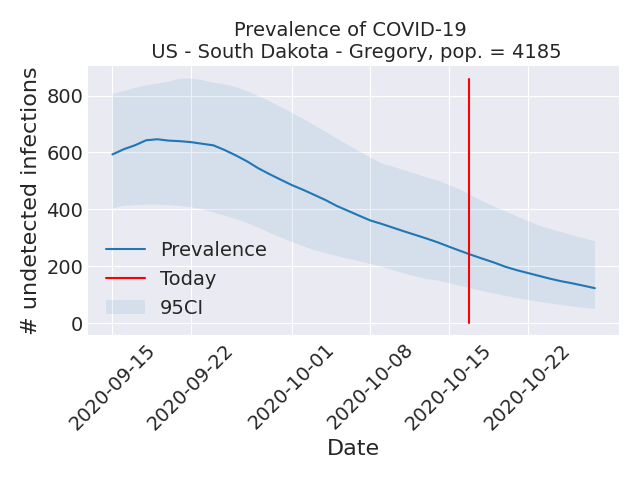 Prevalence of COVID-19
US - South Dakota - Gregory, pop. = 4185
# undetected infections
800
600
400
200
0
Prevalence
Today
95CI
2020-09-15
2020-09-22
2020-10-01
2020-10-08
2020-10-15
2020-10-22
Date